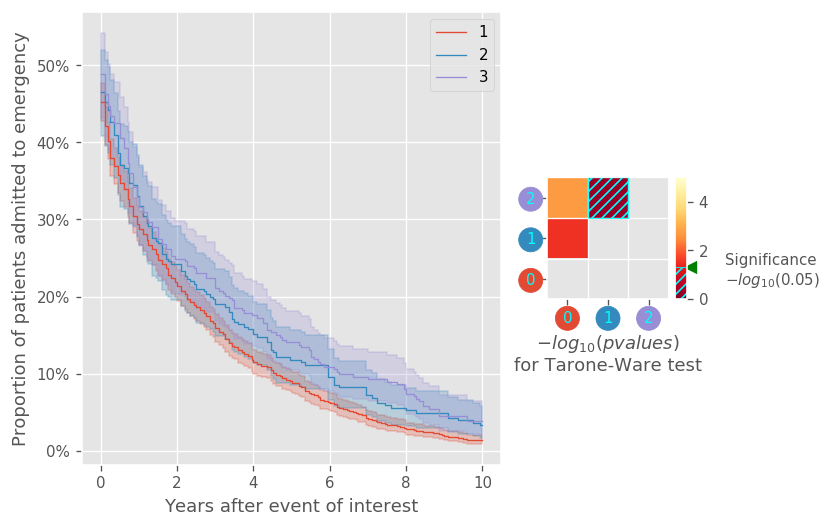 Proportion of patients admitted to emergency
50%
40%
30%
20%
10%
0%
0 2 4 6 8 10
Years after event of interest
1
2
3
2
1
0
0 1 2
−log₁₀(pvalues)
for Tarone-Ware test
4
2
0
Significance
−log₁₀(0.05)